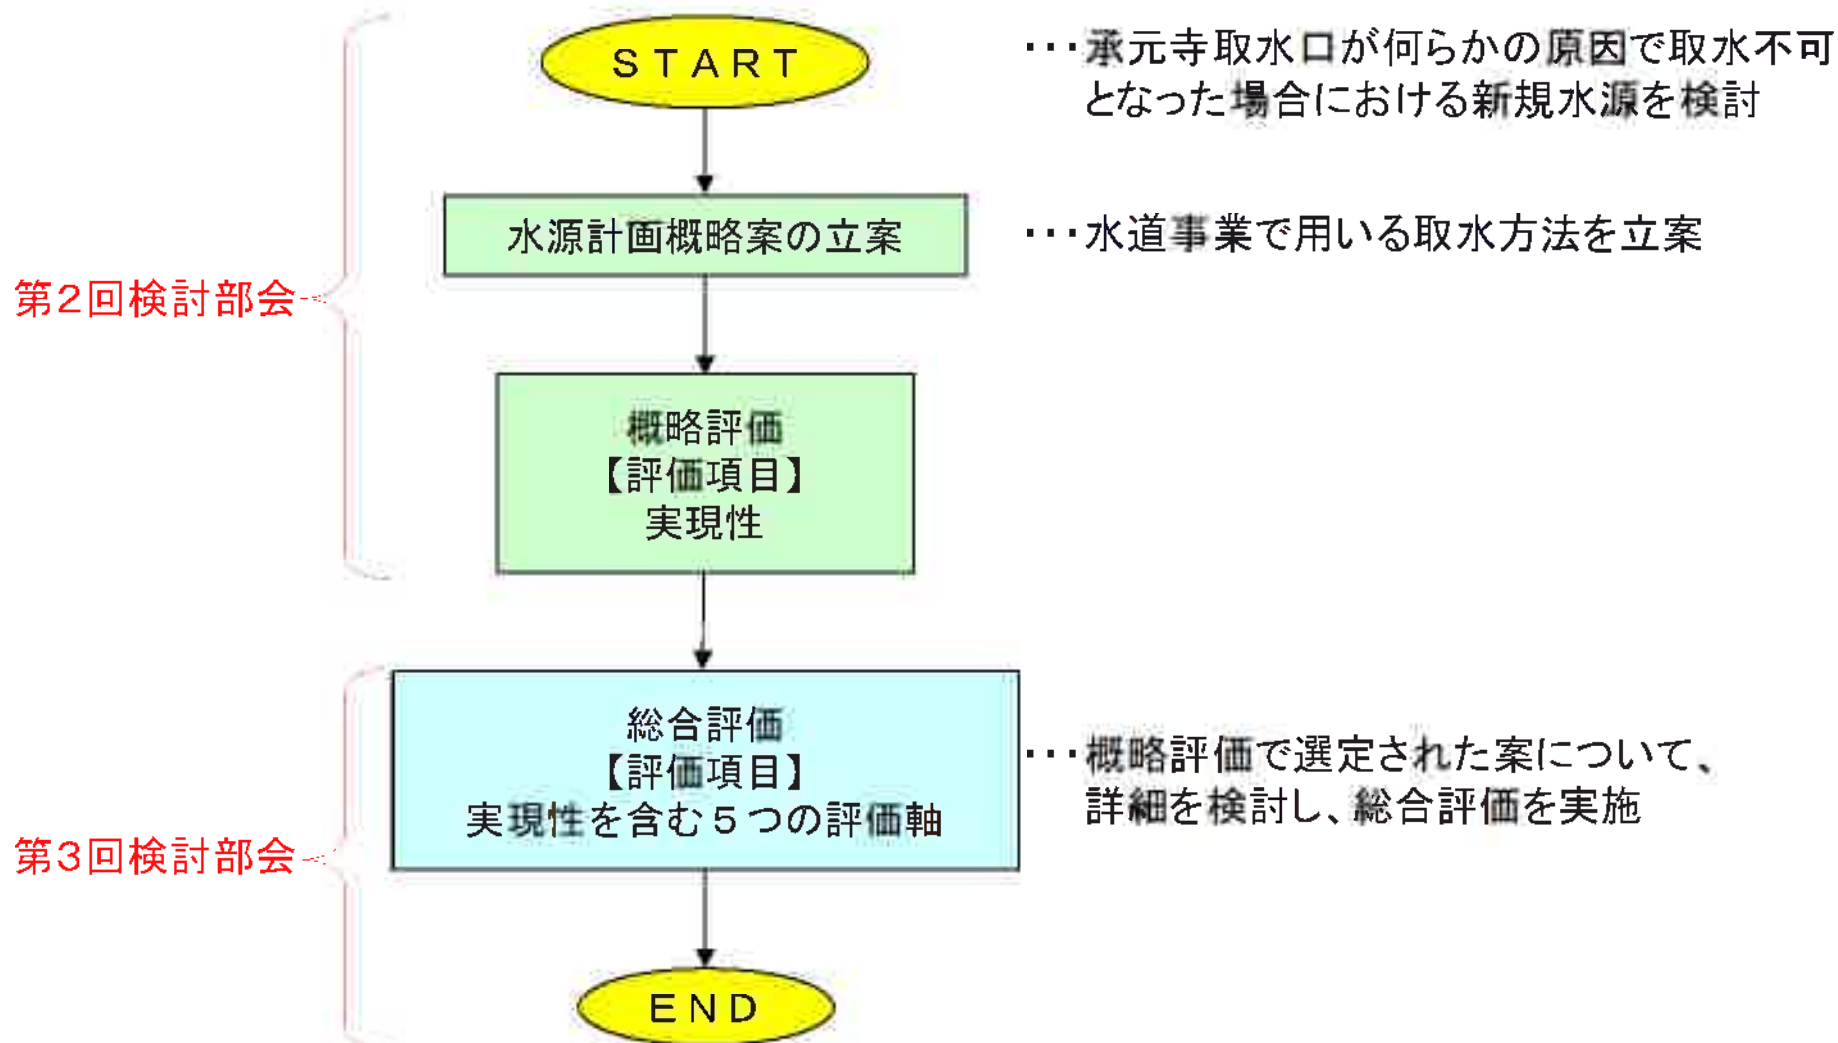 START
・・・承元寺取水口が何らかの原因で取水不可
となった場合における新規水源を検討
水源計画概略案の立案
・・・水道事業で用いる取水方法を立案
第2回検討部会
概略評価
【評価項目】
実現性
総合評価
【評価項目】
実現性を含む5つの評価軸
・・・概略評価で選定された案について、
詳細を検討し、総合評価を実施
第3回検討部会
END